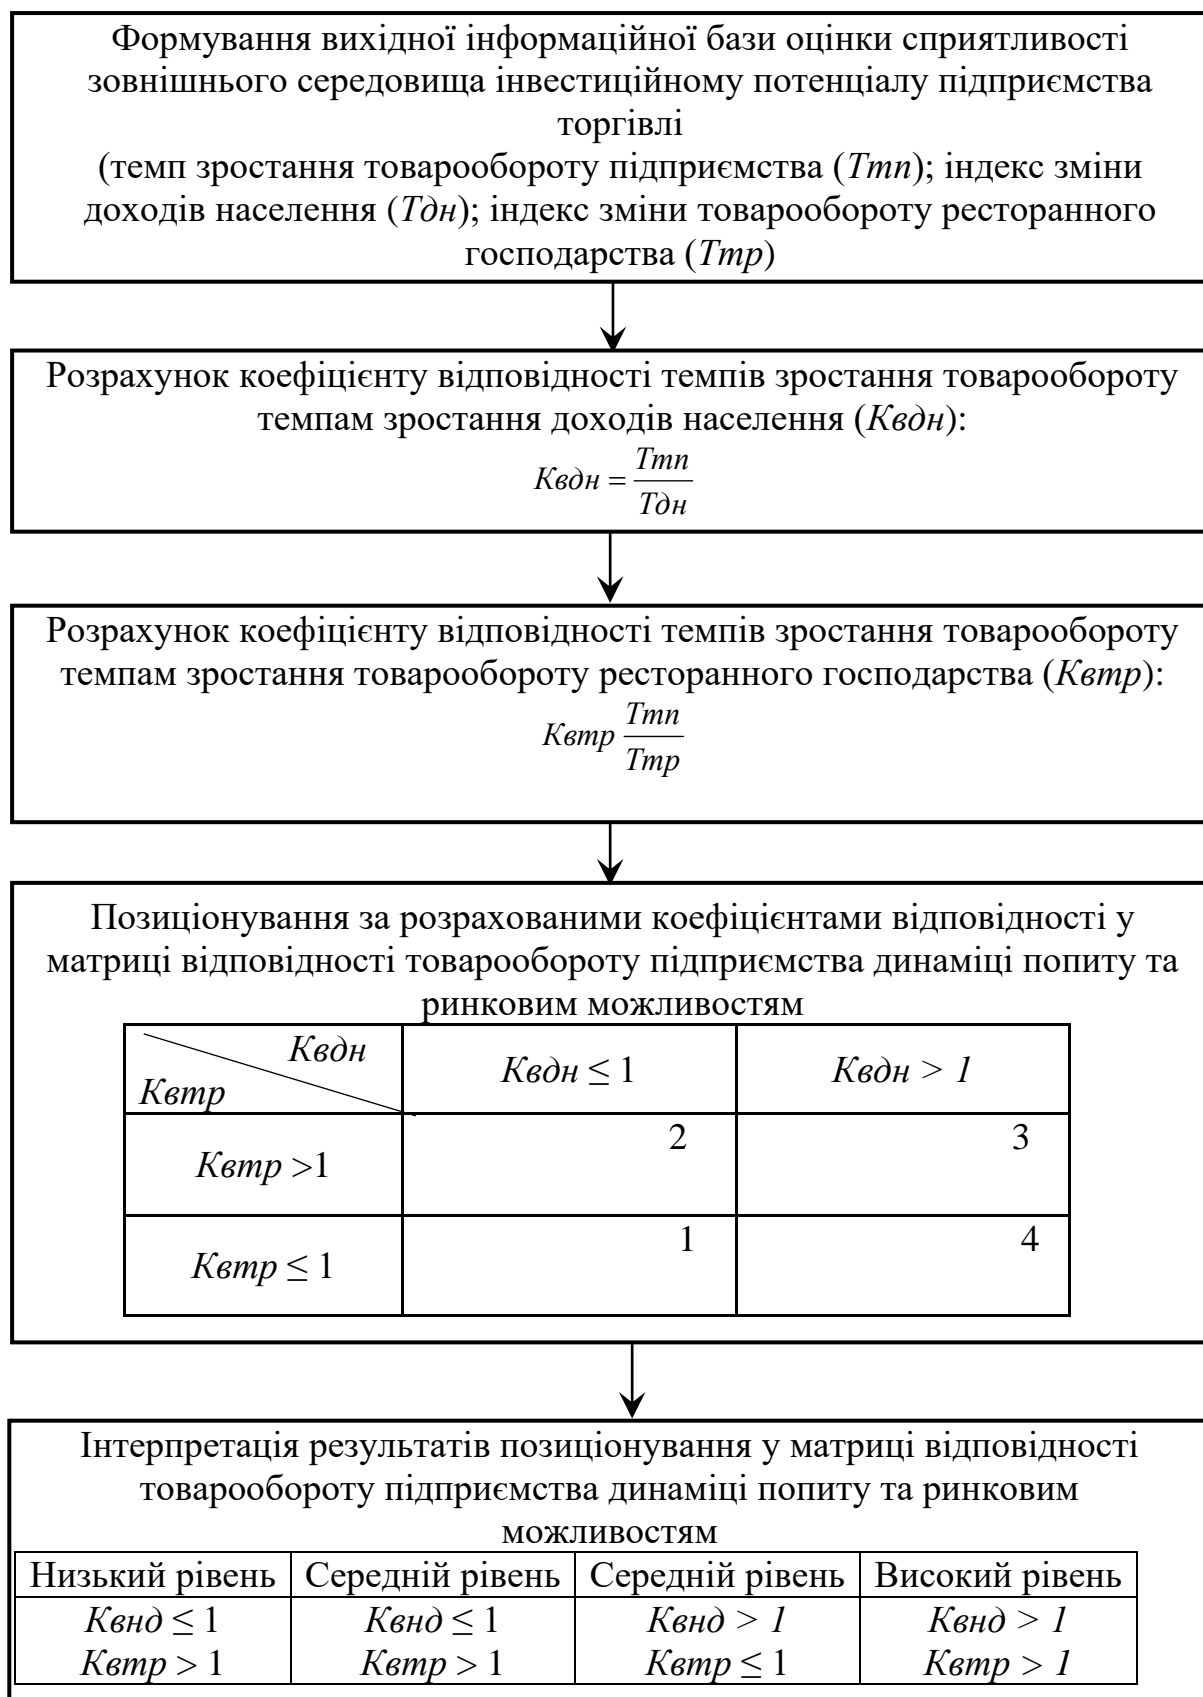 Формування вихідної інформаційної бази оцінки сприятливості
зовнішнього середовища інвестиційному потенціалу підприємства
торгівлі
(темп зростання товарообороту підприємства (Ттп); індекс зміни
доходів населення (Тдн); індекс зміни товарообороту ресторанного
господарства (Ттр)
Розрахунок коефіцієнту відповідності темпів зростання товарообороту
темпам зростання доходів населення (Квдн):
Квдн = Ттп / Тдн
Розрахунок коефіцієнту відповідності темпів зростання товарообороту
темпам зростання товарообороту ресторанного господарства (Квтр):
Квтр Ттп / Ттр
Позиціонування за розрахованими коефіцієнтами відповідності у
матриці відповідності товарообороту підприємства динаміці попиту та
ринковим можливостям
Квдн
Квтр
Квдн ≤ 1
Квдн > 1
Квтр >1
2
3
Квтр ≤ 1
1
4
Інтерпретація результатів позиціонування у матриці відповідності
товарообороту підприємства динаміці попиту та ринковим
можливостям
Низький рівень Середній рівень Середній рівень Високий рівень
Квнд ≤ 1 Квнд ≤ 1 Квнд > 1 Квнд > 1
Квтр > 1 Квтр > 1 Квтр ≤ 1 Квтр > 1